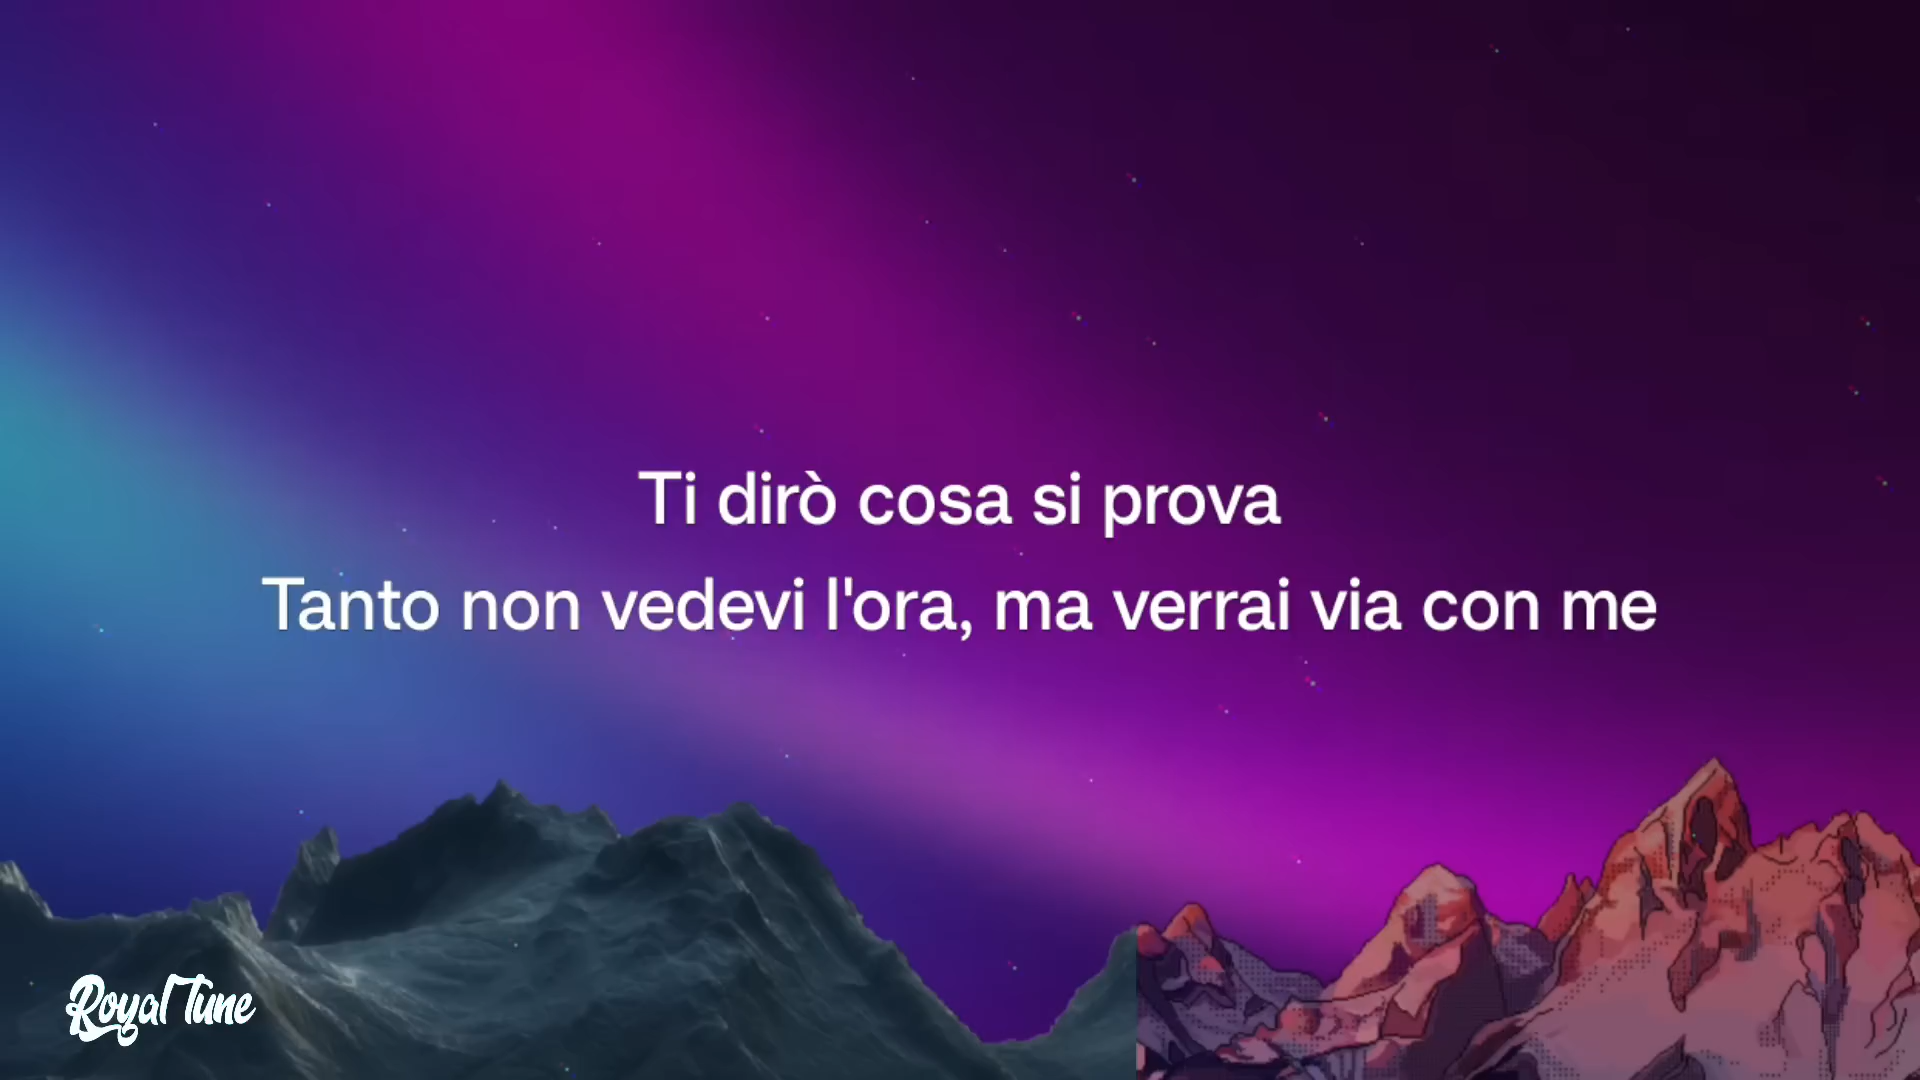 Ti dirò cosa si prova
Tanto non vedevi l'ora, ma verrai via con me
Royal Tune